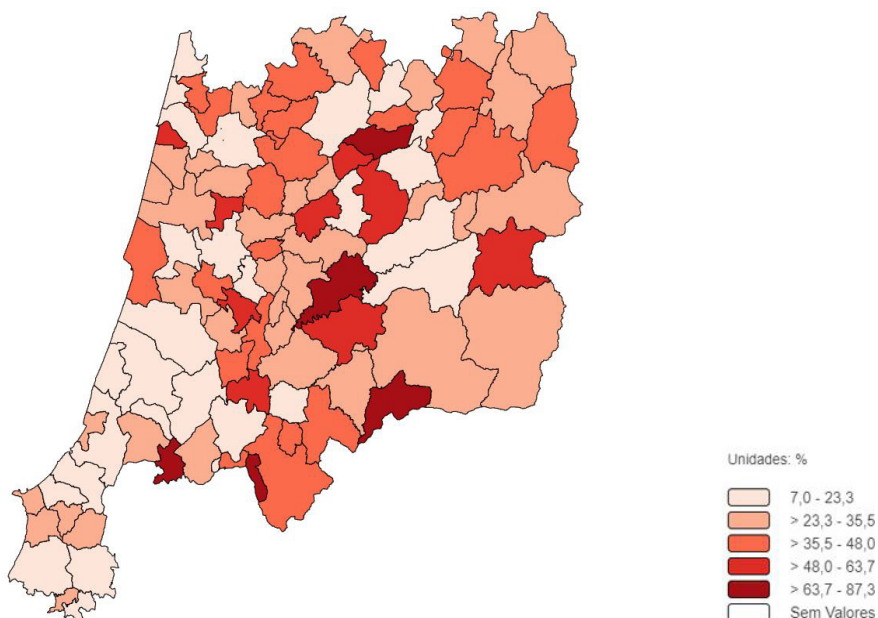 Unidades: %
7,0 - 23,3
> 23,3 - 35,5
> 35,5 - 48,0
> 48,0 - 63,7
> 63,7 - 87,3
Sem Valores